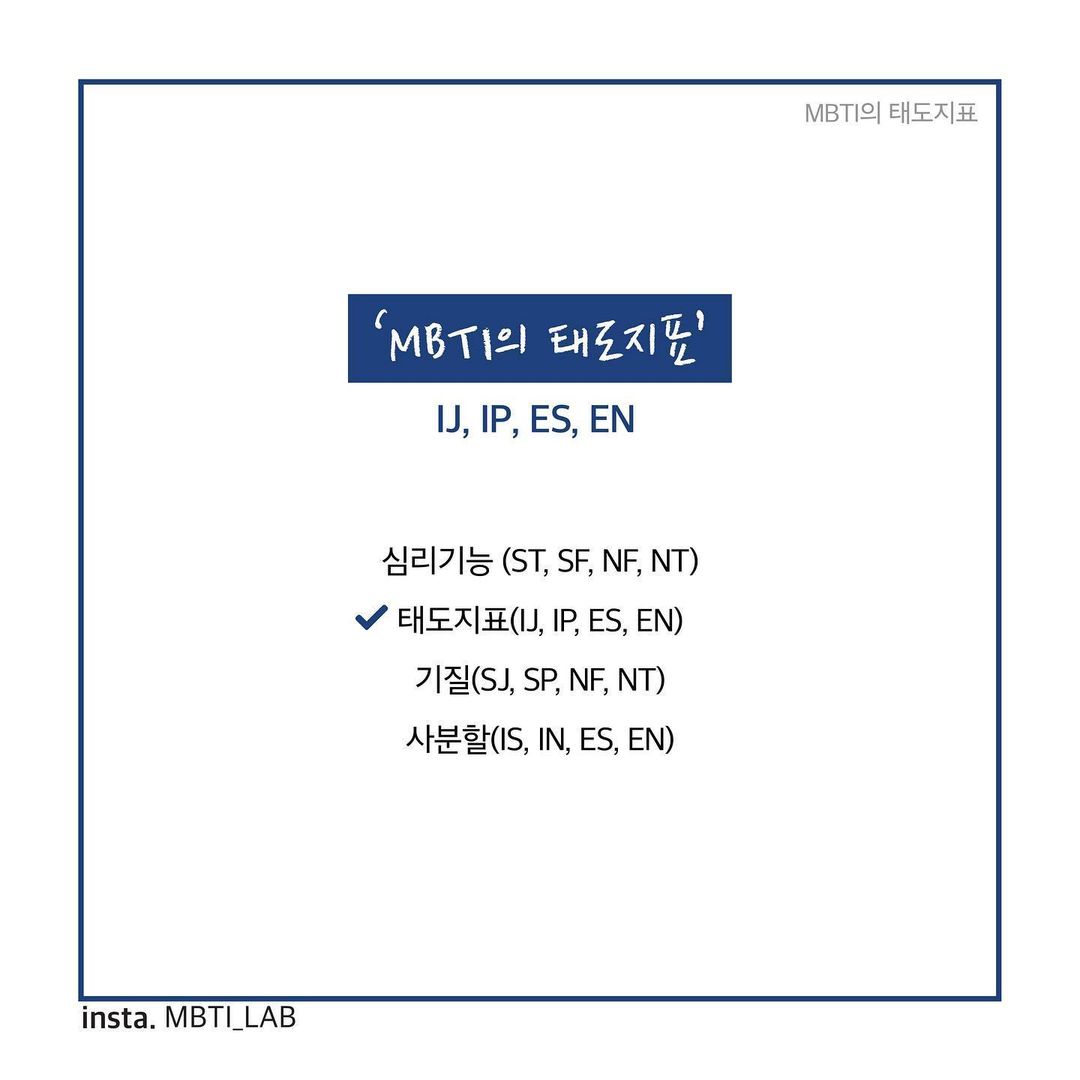 MBTI의 태도지표
‘MBTI의 태도지표’
IJ, IP, ES, EN
심리기능 (ST, SF, NF, NT)
✔ 태도지표(IJ, IP, ES, EN)
기질(SJ, SP, NF, NT)
사분할(IS, IN, ES, EN)
insta. MBTI_LAB